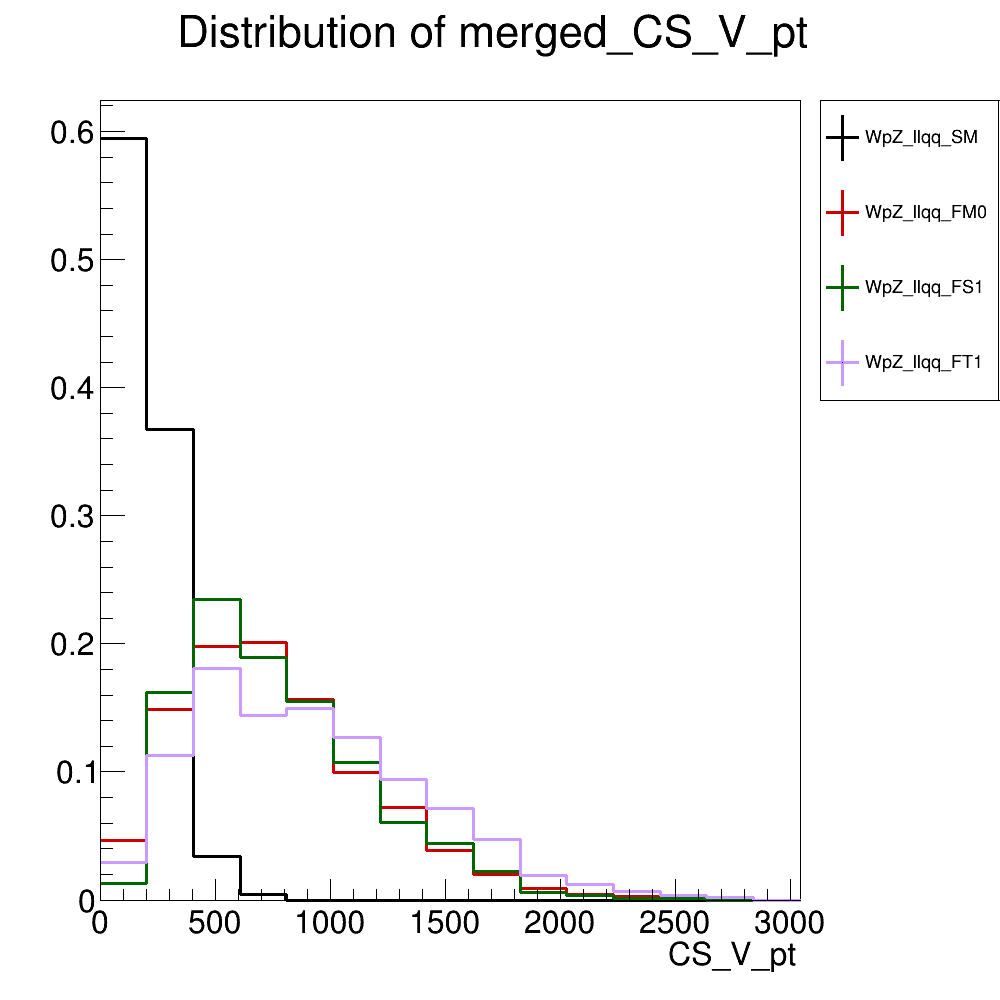 Distribution of merged_CS_V_pt
0.6
0.5
0.4
0.3
0.2
0.1
0
0 500 1000 1500 2000 2500 3000
CS_V_pt
WpZ_llqq_SM
WpZ_llqq_FM0
WpZ_llqq_FS1
WpZ_llqq_FT1